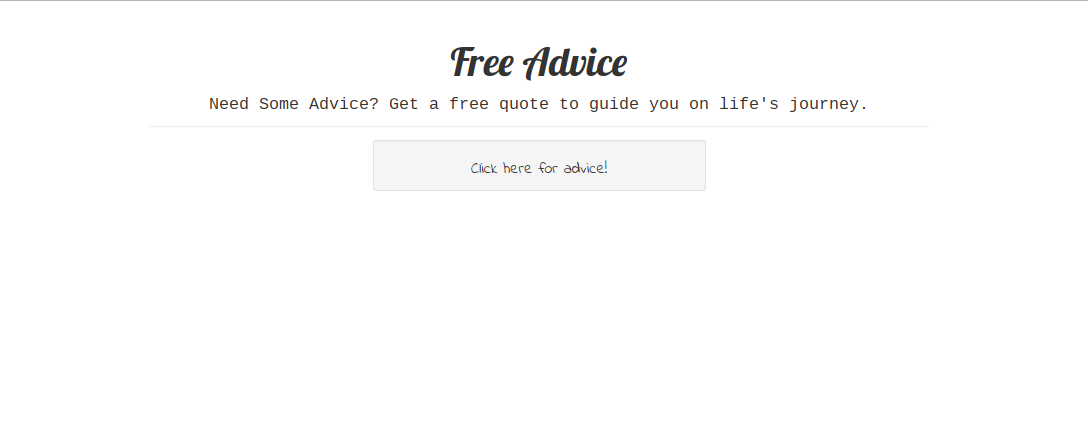 Free Advice
Need Some Advice? Get a free quote to guide you on life's journey.
Click here for advice!